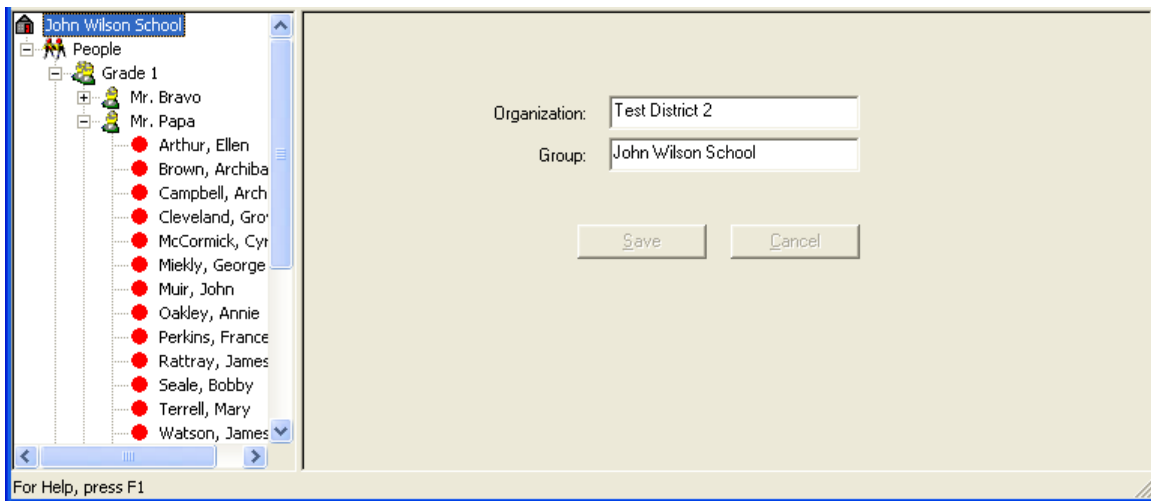 John Wilson School
People
Grade 1
Mr. Bravo
Mr. Papa
Arthur, Ellen
Brown, Archiba
Campbell, Arch
Cleveland, Gro
McCormick, Cyr
Miekly, George
Muir, John
Oakley, Annie
Perkins, France
Rattray, James
Seale, Bobby
Terrell, Mary
Watson, James
Organization: Test District 2
Group: John Wilson School
Save Cancel
For Help, press F1